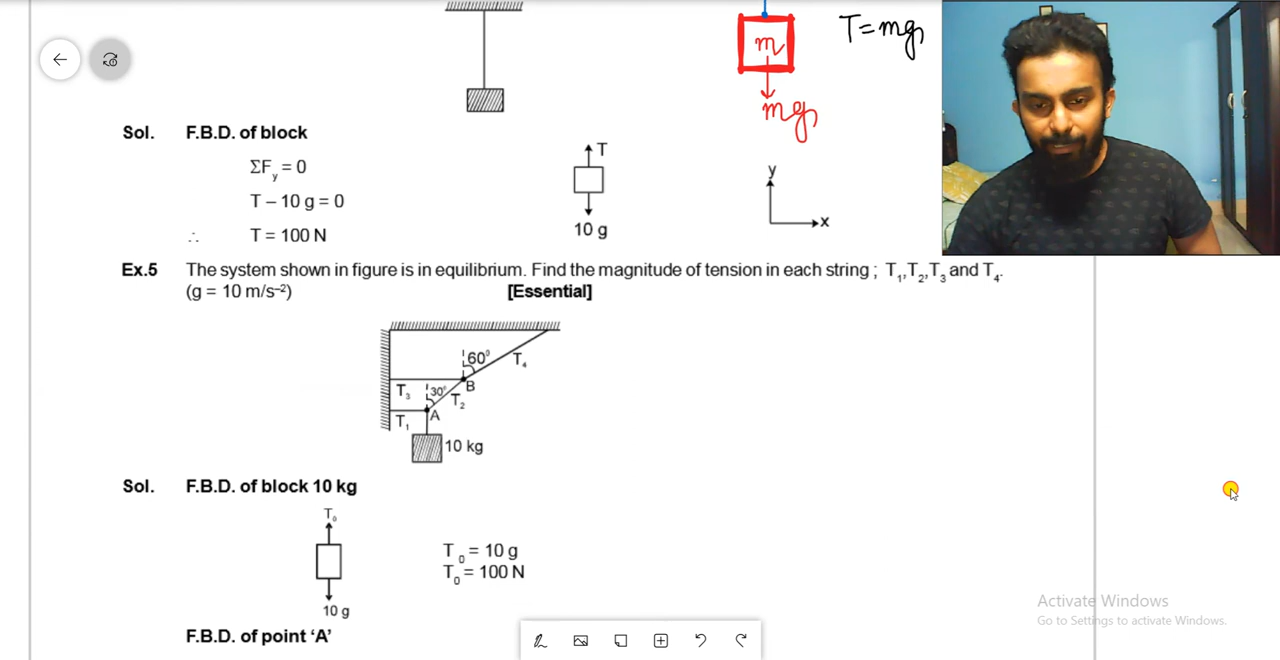 m
T=mg
mg
Sol. F.B.D. of block
ΣFy = 0
T – 10 g = 0
∴ T = 100 N
T
10 g
y
x
Ex.5 The system shown in figure is in equilibrium. Find the magnitude of tension in each string ; T₁,T₂,T₃ and T₄.
(g = 10 m/s⁻²) [Essential]
60°
T₄
B
T₃
30°
T₂
A
T₁
10 kg
Sol. F.B.D. of block 10 kg
T₀
T₀ = 10 g
T₀ = 100 N
10 g
F.B.D. of point ‘A’
Activate Windows
Go to Settings to activate Windows.